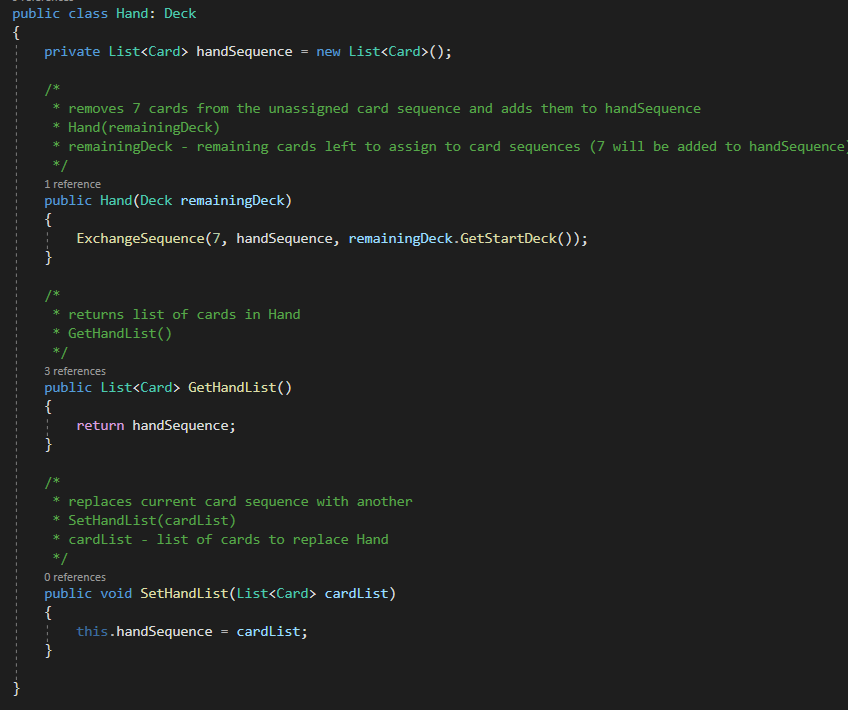 public class Hand: Deck
{
private List<Card> handSequence = new List<Card>();
/*
* removes 7 cards from the unassigned card sequence and adds them to handSequence
* Hand(remainingDeck)
* remainingDeck - remaining cards left to assign to card sequences (7 will be added to handSequence)
*/
1 reference
public Hand(Deck remainingDeck)
{
ExchangeSequence(7, handSequence, remainingDeck.GetStartDeck());
}
/*
* returns list of cards in Hand
* GetHandList()
*/
3 references
public List<Card> GetHandList()
{
return handSequence;
}
/*
* replaces current card sequence with another
* SetHandList(cardList)
* cardList - list of cards to replace Hand
*/
0 references
public void SetHandList(List<Card> cardList)
{
this.handSequence = cardList;
}
}